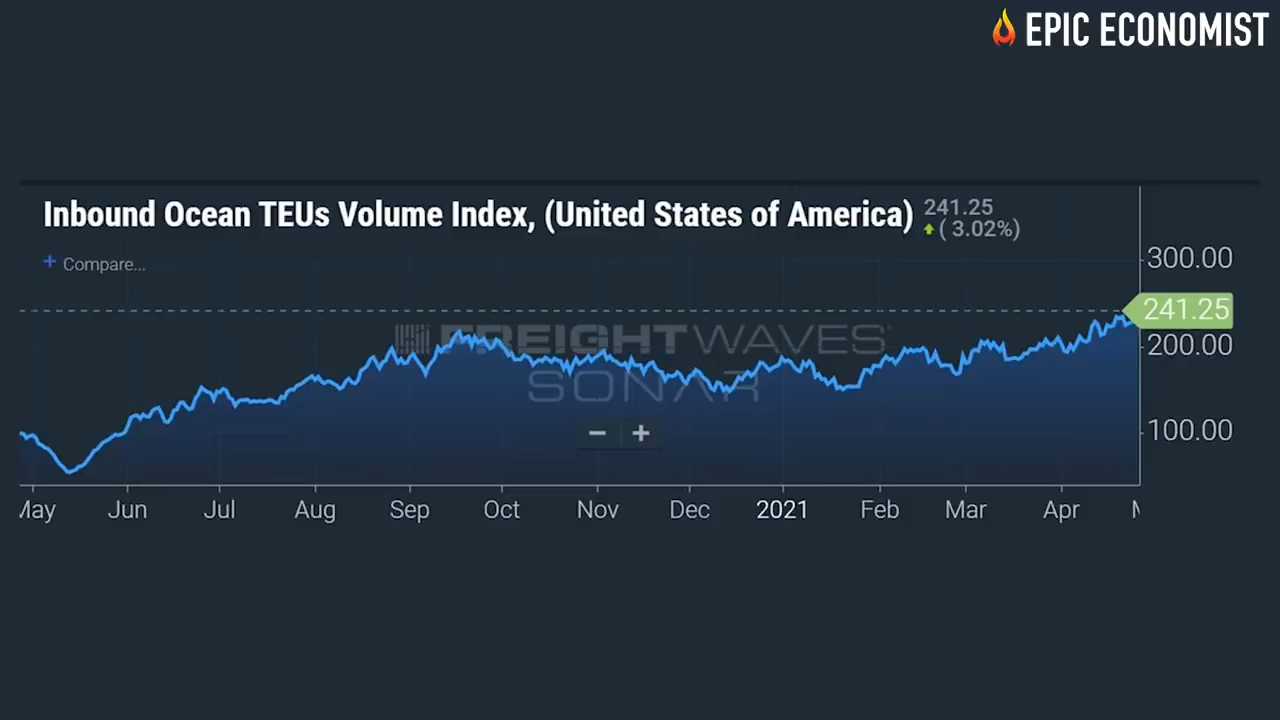 EPIC ECONOMIST
Inbound Ocean TEUs Volume Index, (United States of America) 241.25
( 3.02%)
+ Compare...
300.00
241.25
FREIGHTWAVES
200.00
SONAR
− +
100.00
May Jun Jul Aug Sep Oct Nov Dec 2021 Feb Mar Apr M